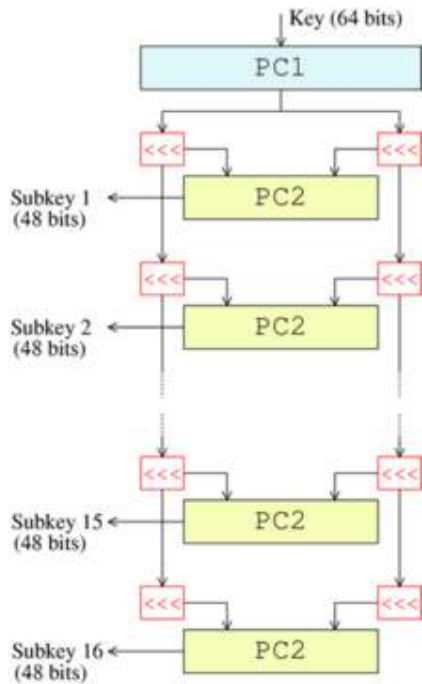 Key (64 bits)
PC1
<<< <<<
PC2
Subkey 1
(48 bits)
<<< <<<
PC2
Subkey 2
(48 bits)
<<< <<<
PC2
Subkey 15
(48 bits)
<<< <<<
PC2
Subkey 16
(48 bits)